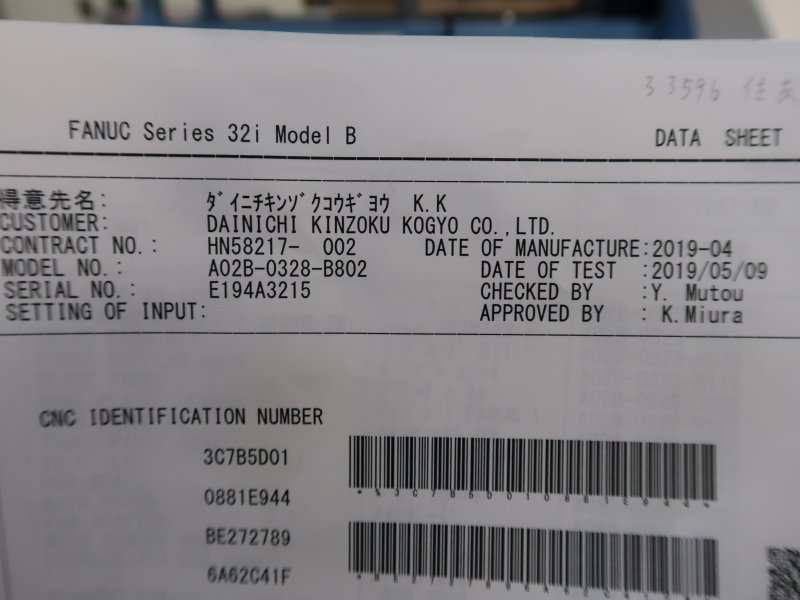 33596 住友
FANUC Series 32i Model B DATA SHEET
得意先名: ﾀﾞｲﾆﾁｷﾝｿﾞｸｺｳｷﾞﾖｳ K.K
CUSTOMER: DAINICHI KINZOKU KOGYO CO.,LTD.
CONTRACT NO.: HN58217- 002 DATE OF MANUFACTURE:2019-04
MODEL NO.: A02B-0328-B802 DATE OF TEST :2019/05/09
SERIAL NO.: E194A3215 CHECKED BY :Y. Mutou
SETTING OF INPUT: APPROVED BY : K.Miura
CNC IDENTIFICATION NUMBER
3C7B5D01
0881E944
*%3C7B5D010881E944*
BE272789
6A62C41F